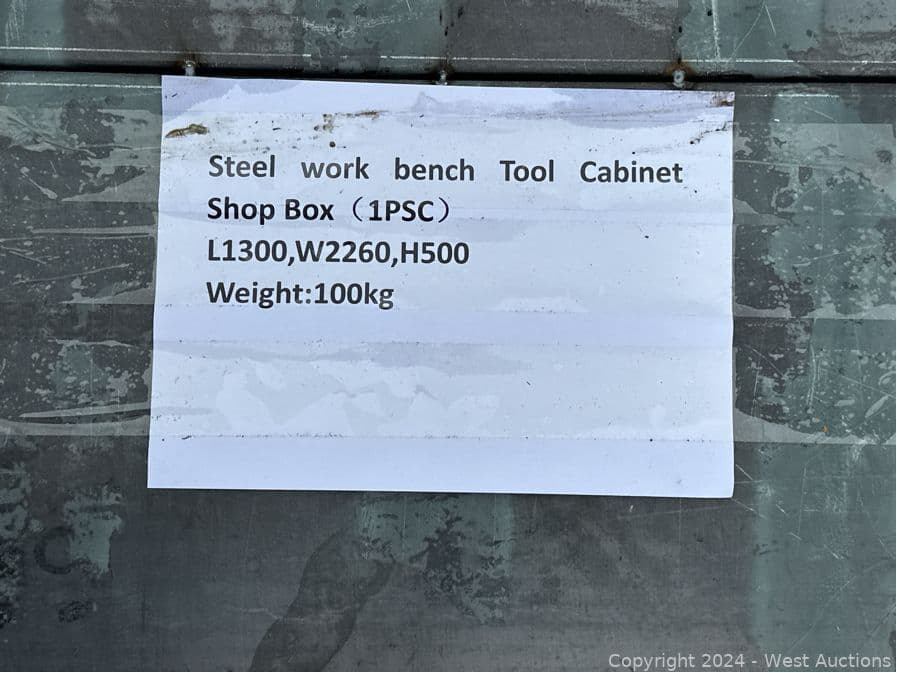 Steel work bench Tool Cabinet
Shop Box（1PSC）
L1300,W2260,H500
Weight:100kg
Copyright 2024 - West Auctions